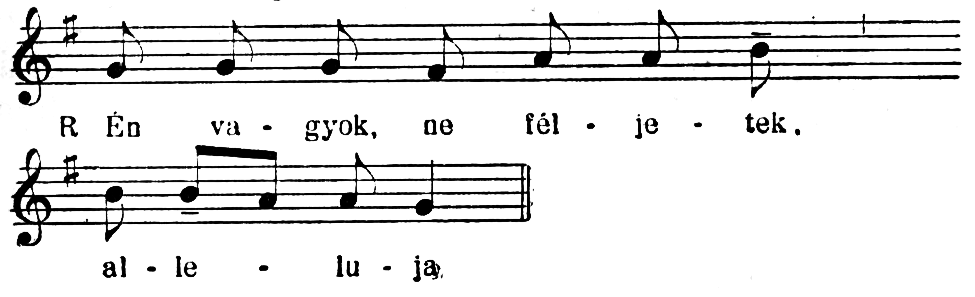 R Én va - gyok, ne fél - je - tek,
al - le - lu - ja.